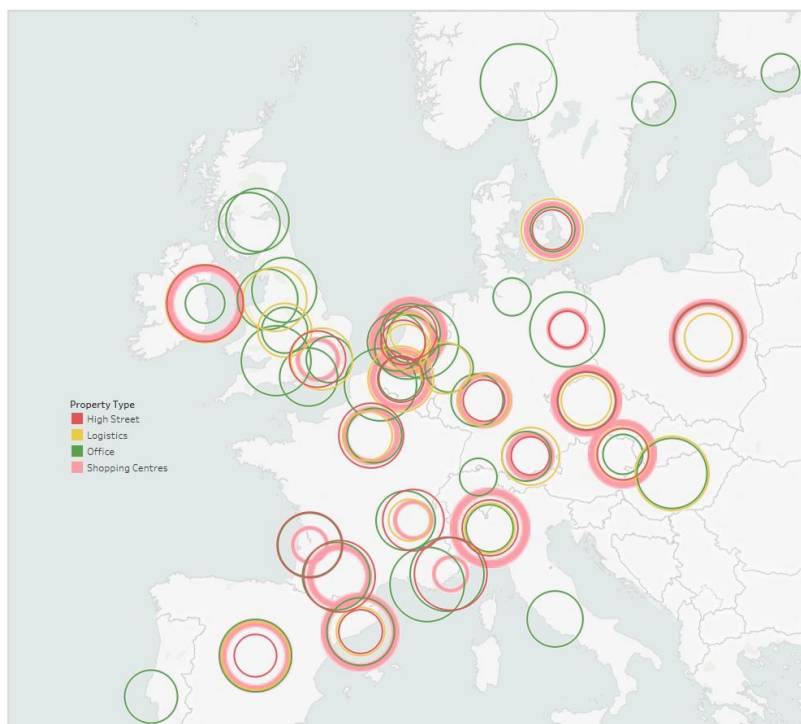 Property Type
High Street
Logistics
Office
Shopping Centres